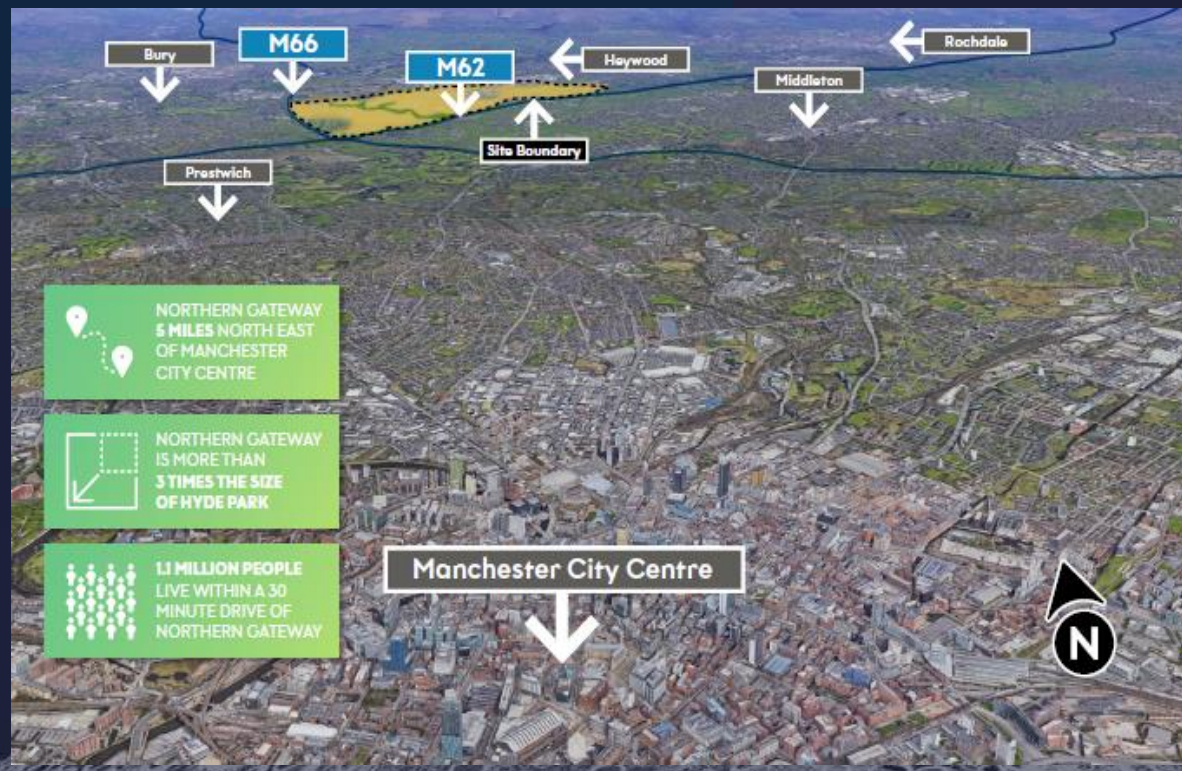 Bury
M66
M62
Heywood
Rochdale
Middleton
Site Boundary
Prestwich
NORTHERN GATEWAY
5 MILES NORTH EAST
OF MANCHESTER
CITY CENTRE
NORTHERN GATEWAY
IS MORE THAN
3 TIMES THE SIZE
OF HYDE PARK
1.1 MILLION PEOPLE
LIVE WITHIN A 30
MINUTE DRIVE OF
NORTHERN GATEWAY
Manchester City Centre
N